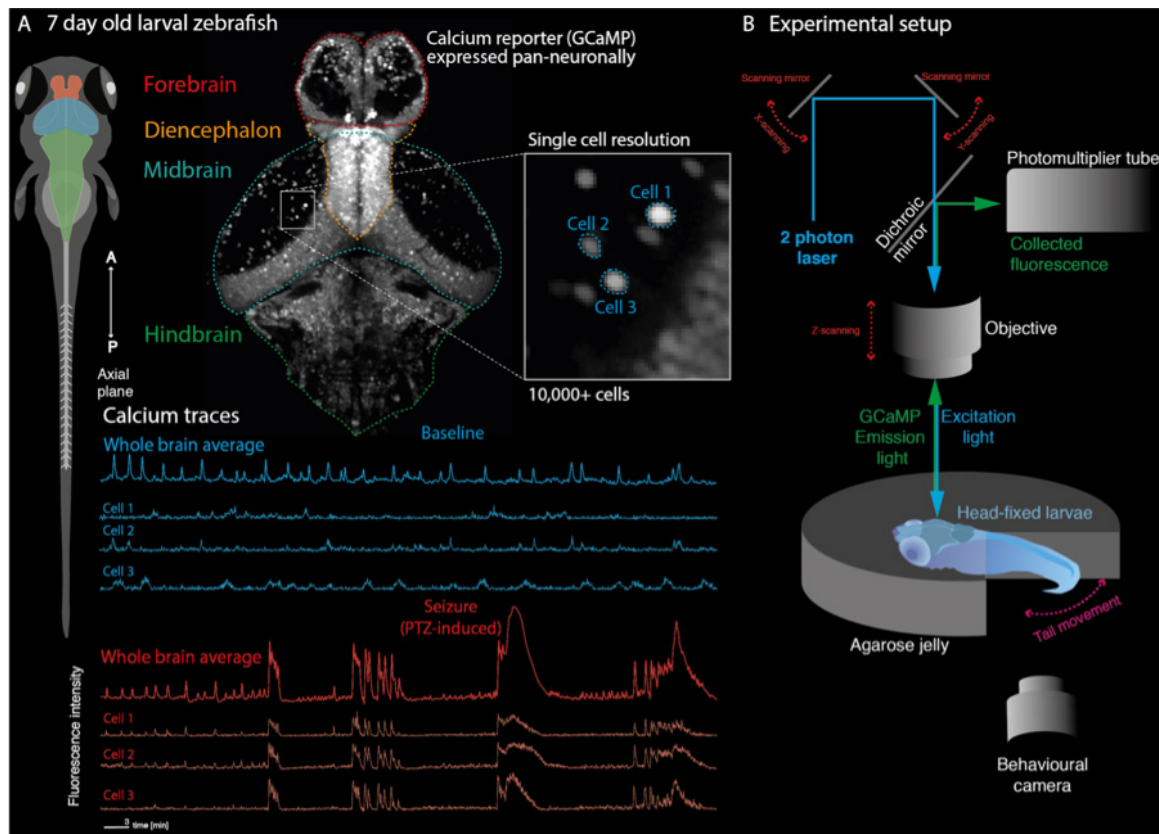 A 7 day old larval zebrafish
Calcium reporter (GCaMP)
expressed pan-neuronally
Forebrain
Diencephalon
Midbrain
Hindbrain
A
P
Axial
plane
Single cell resolution
Cell 1
Cell 2
Cell 3
10,000+ cells
Calcium traces
Baseline
Whole brain average
Cell 1
Cell 2
Cell 3
Seizure
(PTZ-induced)
Whole brain average
Cell 1
Cell 2
Cell 3
Fluorescence intensity
3 time [min]
B Experimental setup
Scanning mirror
Scanning mirror
X-scanning
Y-scanning
Photomultiplier tube
Dichroic
mirror
2 photon
laser
Collected
fluorescence
Z-scanning
Objective
GCaMP
Emission
light
Excitation
light
Head-fixed larvae
Tail movement
Agarose jelly
Behavioural
camera